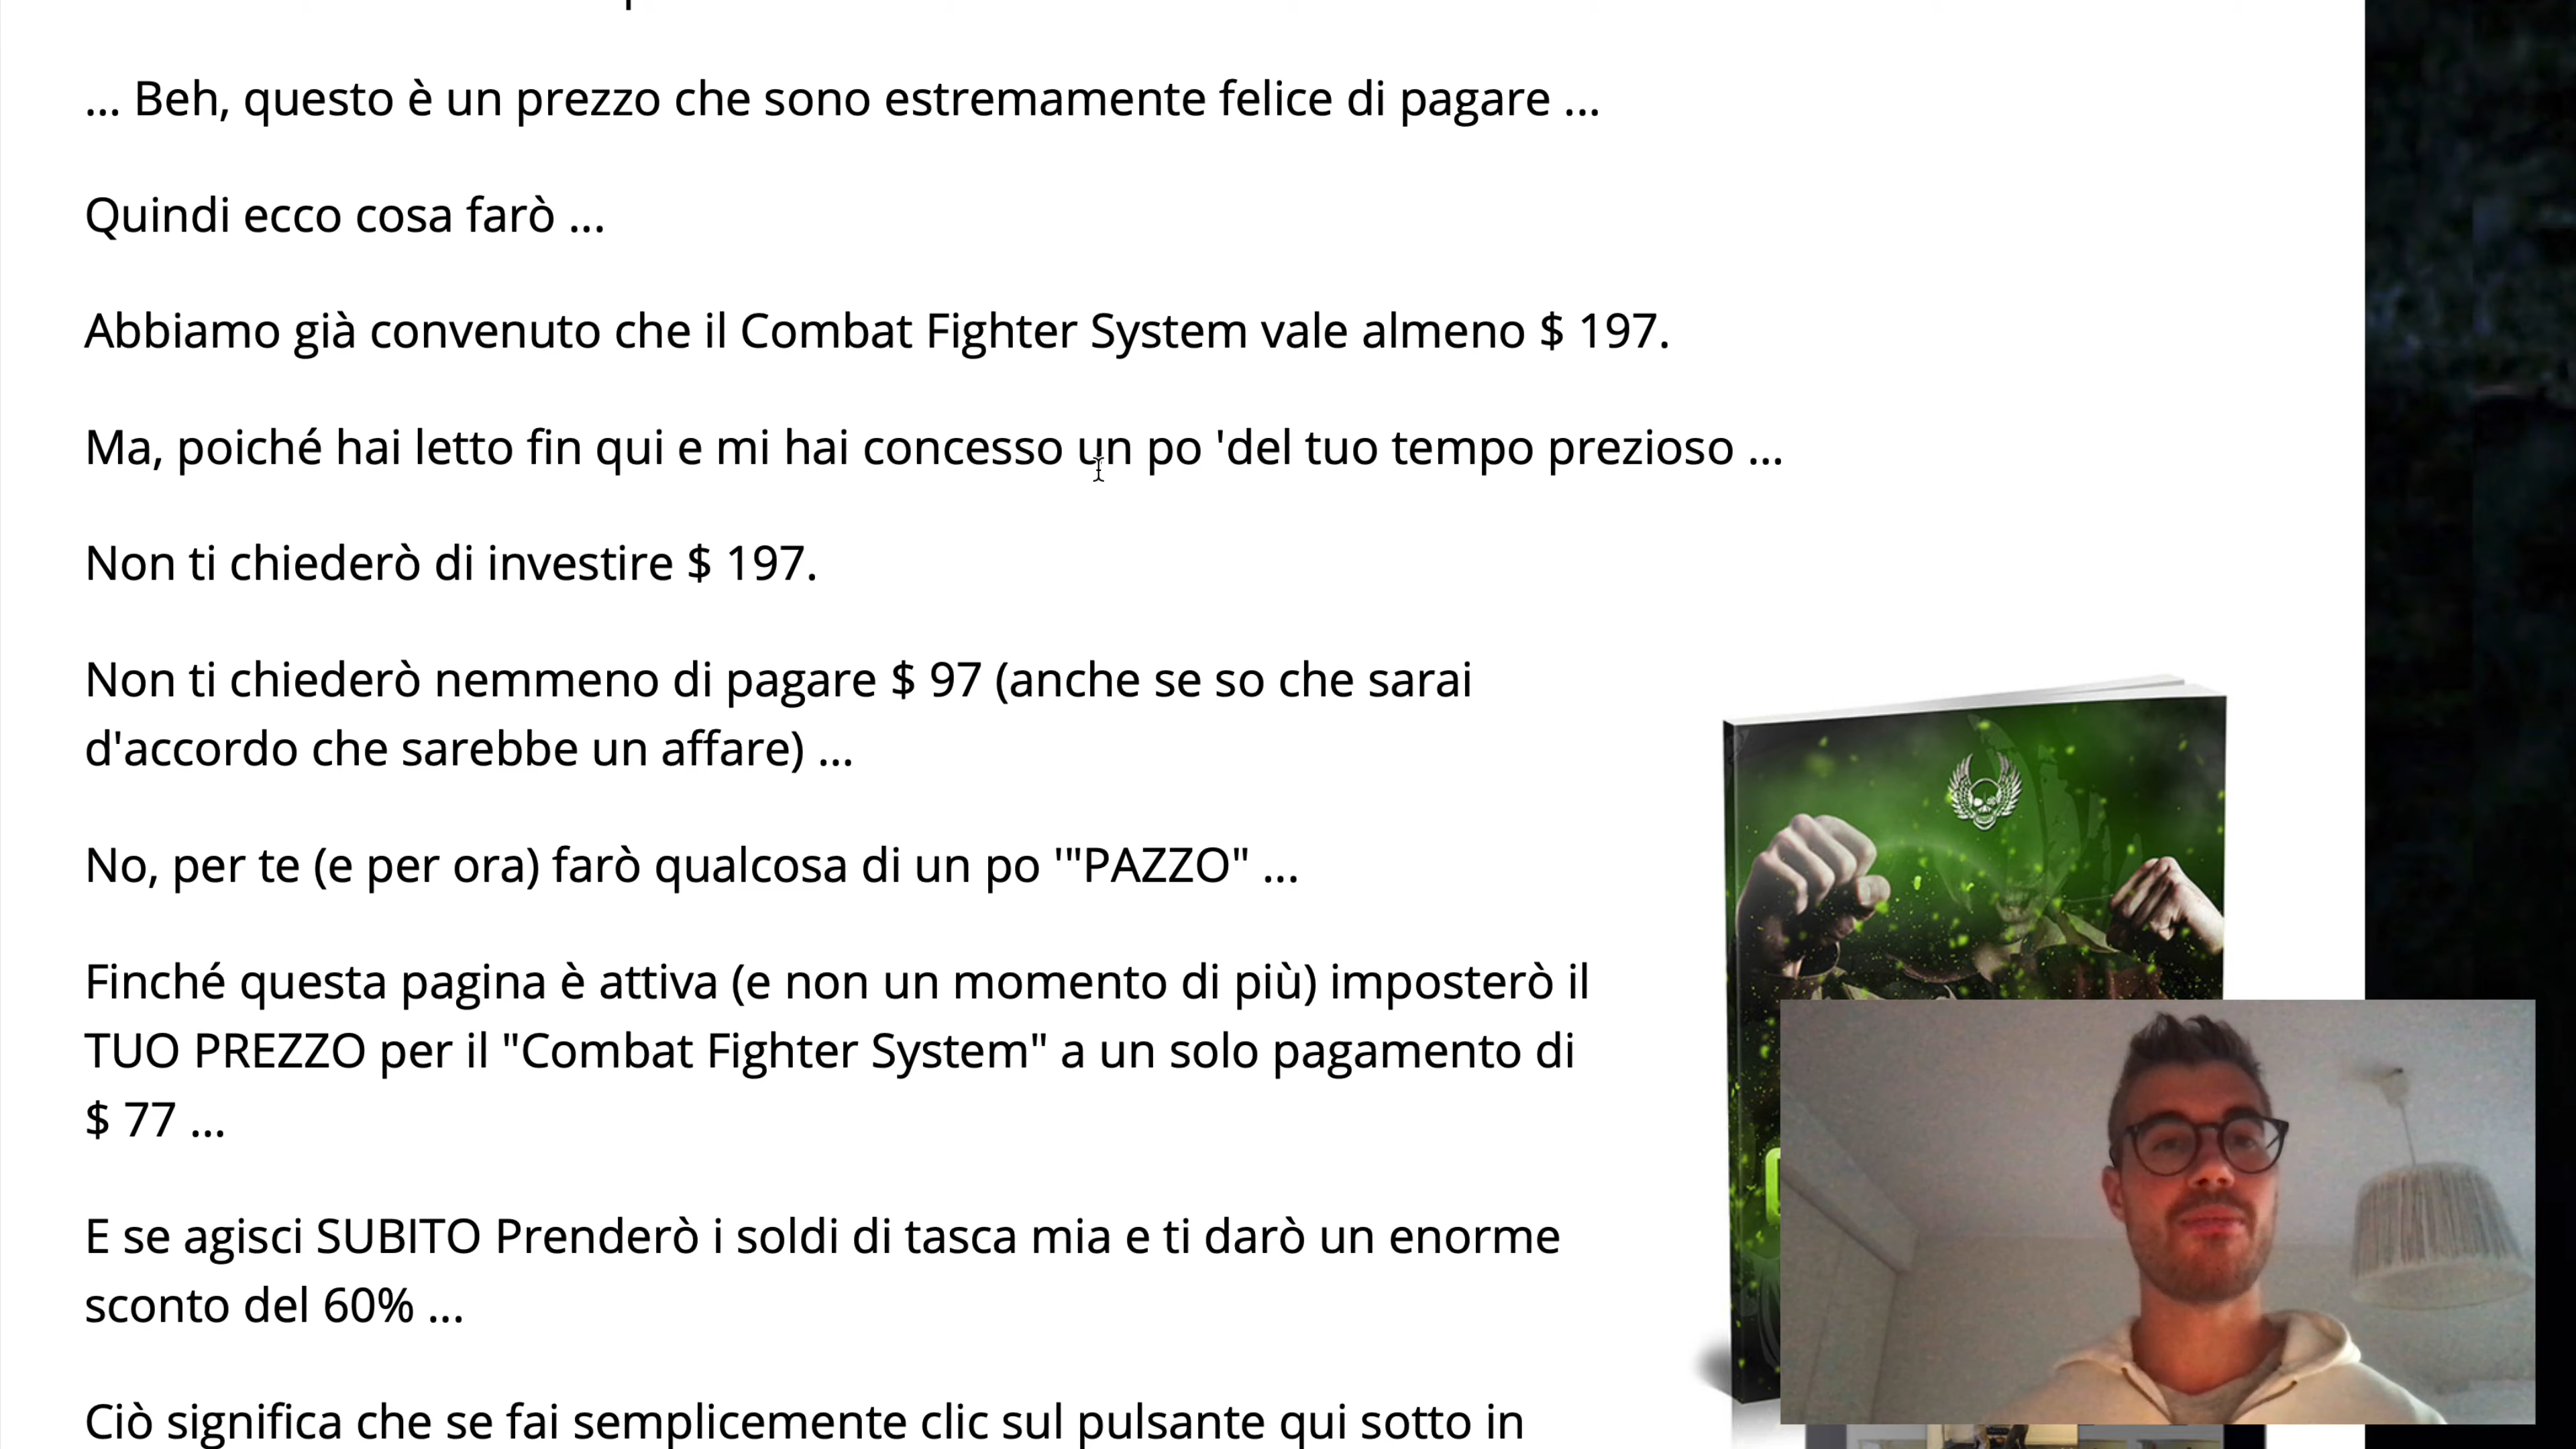 ... Beh, questo è un prezzo che sono estremamente felice di pagare ...
Quindi ecco cosa farò ...
Abbiamo già convenuto che il Combat Fighter System vale almeno $ 197.
Ma, poiché hai letto fin qui e mi hai concesso un po 'del tuo tempo prezioso ...
Non ti chiederò di investire $ 197.
Non ti chiederò nemmeno di pagare $ 97 (anche se so che sarai
d'accordo che sarebbe un affare) ...
No, per te (e per ora) farò qualcosa di un po '"PAZZO" ...
Finché questa pagina è attiva (e non un momento di più) imposterò il
TUO PREZZO per il "Combat Fighter System" a un solo pagamento di
$ 77 ...
E se agisci SUBITO Prenderò i soldi di tasca mia e ti darò un enorme
sconto del 60% ...
Ciò significa che se fai semplicemente clic sul pulsante qui sotto in